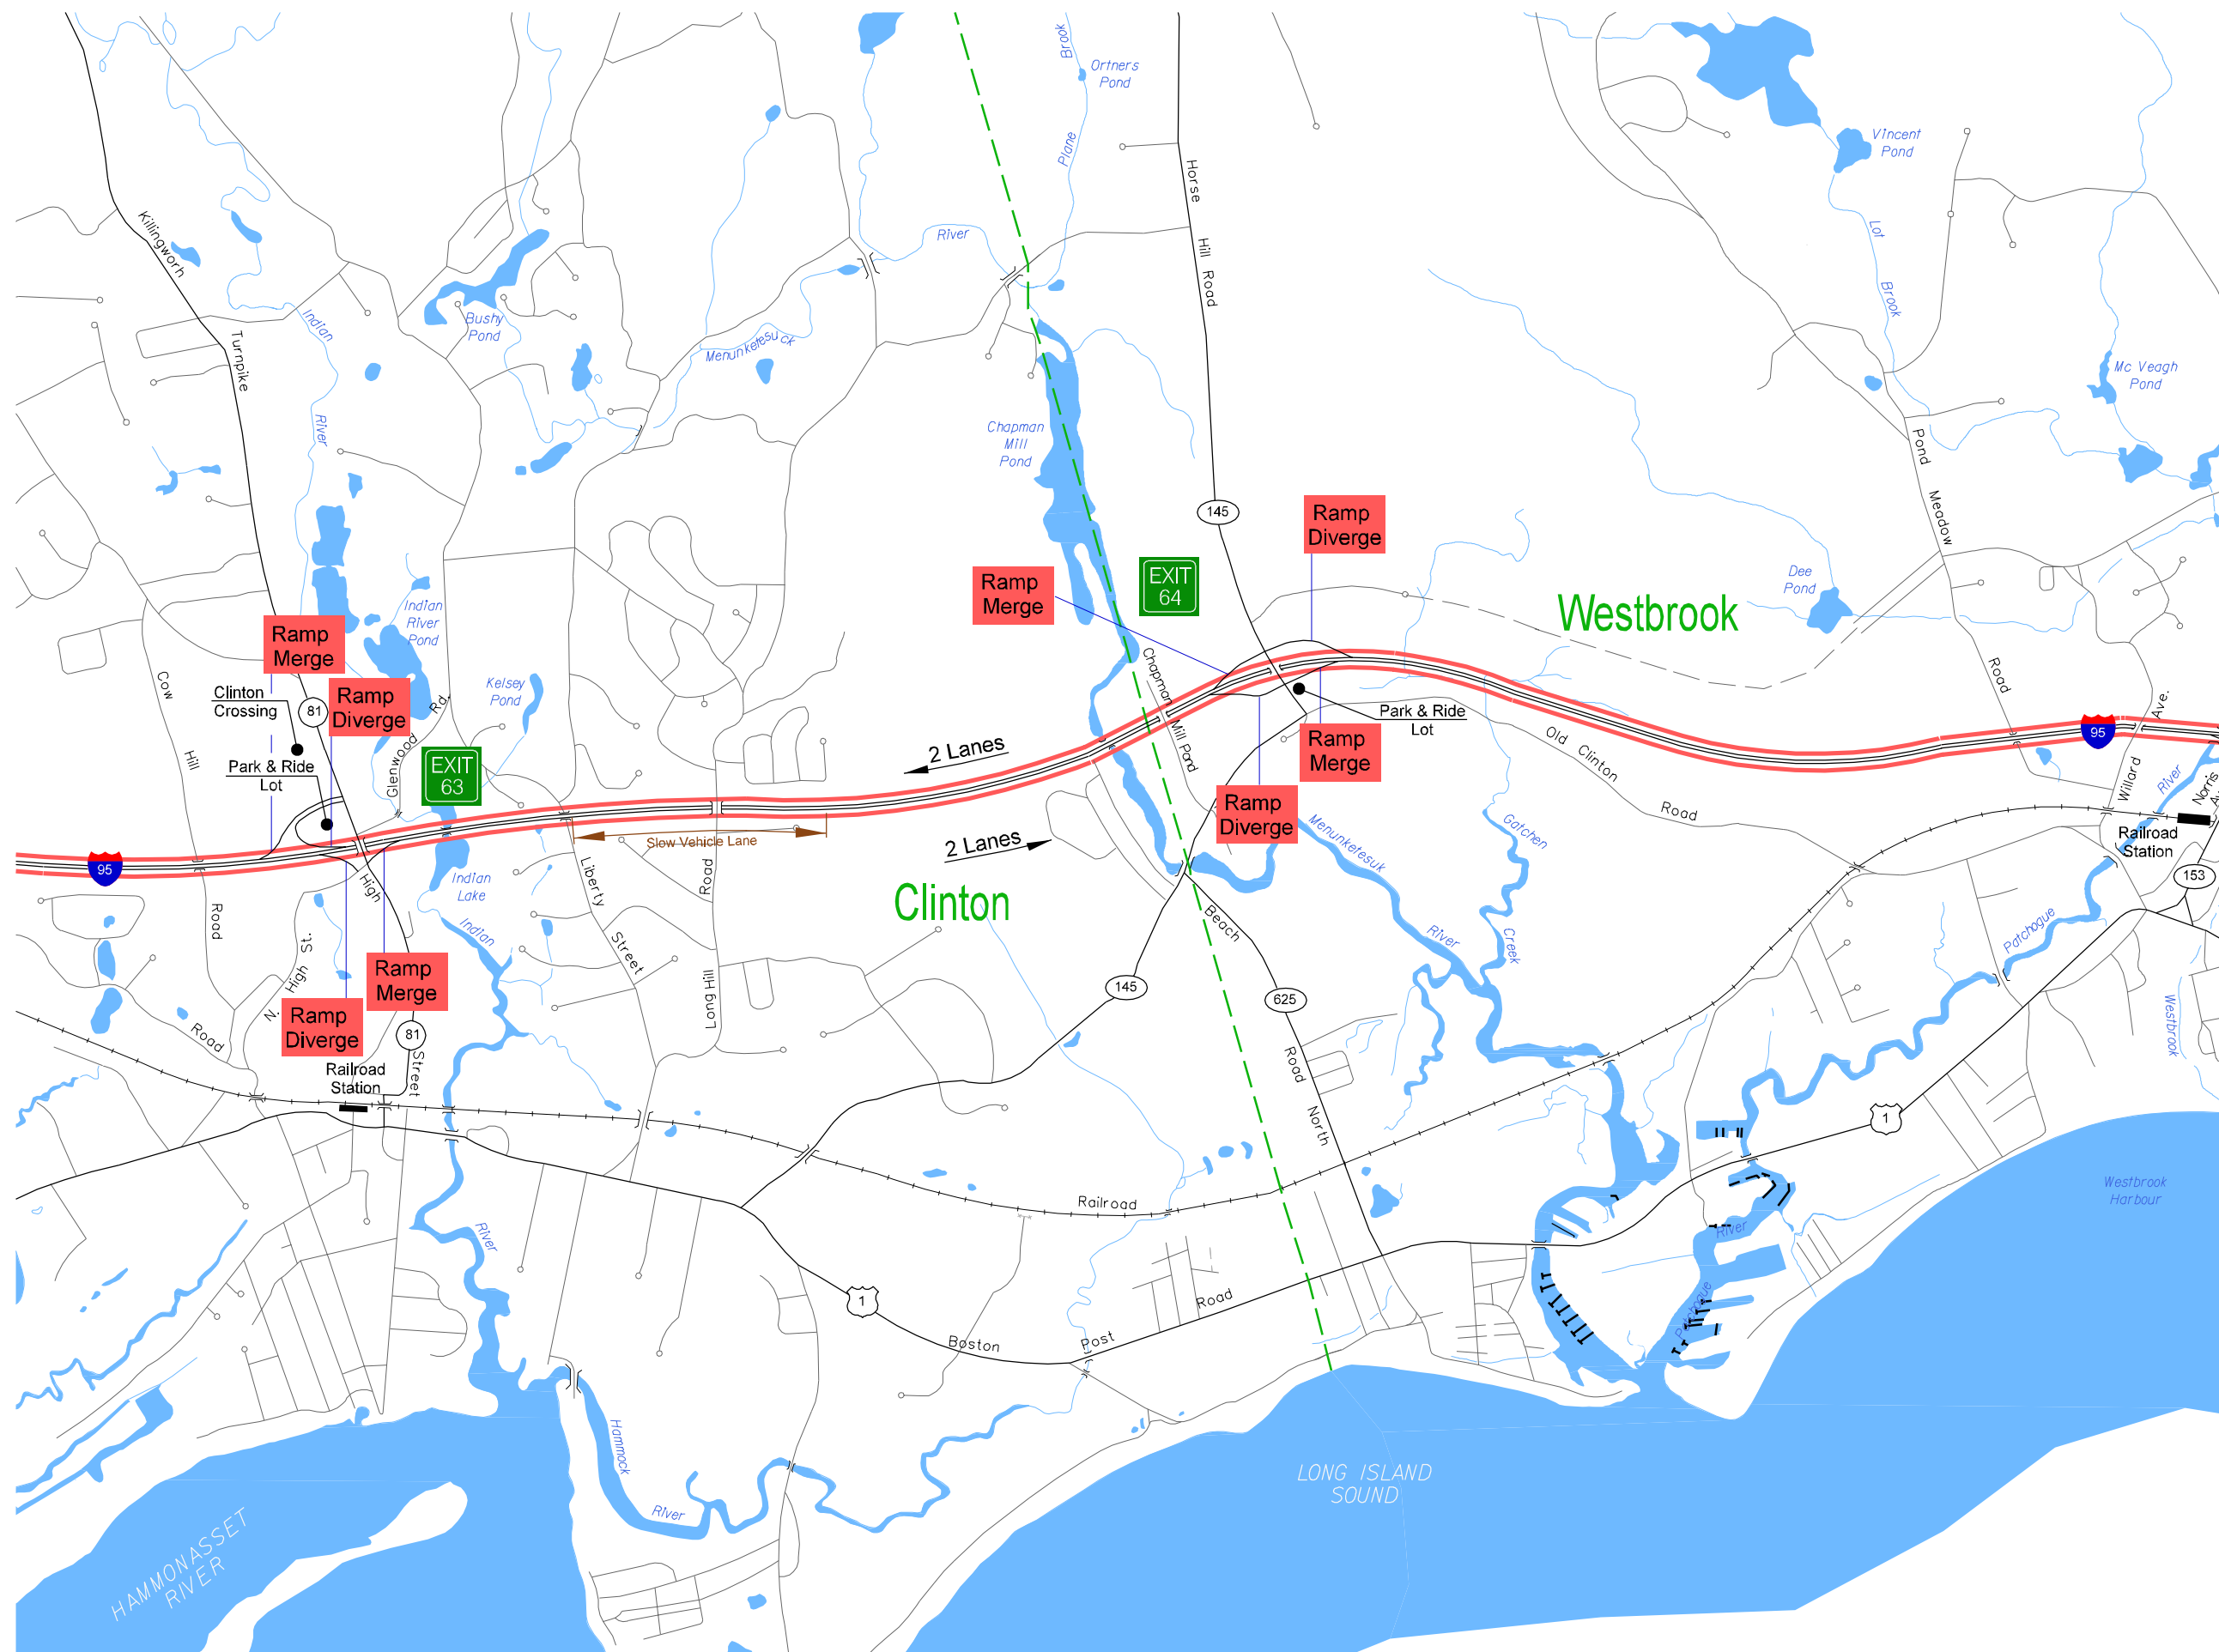 Brook
Ortners
Pond
Plane
Vincent
Pond
Horse
Hill Road
Lot
Brook
Killingworh
Turnpike
River
Indian
River
Bushy
Pond
Menunketesuck
Mc Veagh
Pond
Chapman
Mill
Pond
Pond
Meadow
Road
145
Ramp
Diverge
EXIT
64
Ramp
Merge
Dee
Pond
Westbrook
Indian
River
Pond
Ramp
Merge
Cow
Hill
Road
Clinton
Crossing
81
Ramp
Diverge
Rd.
Glenwood
Kelsey
Pond
Chapman
Mill Pond
Park & Ride
Lot
Park & Ride
Lot
EXIT
63
2 Lanes
Ramp
Merge
Old Clinton
Road
95
Ave.
Willard
River
Norris
Av
Ramp
Diverge
Slow Vehicle Lane
2 Lanes
Menunketesuk
River
Gatchen
Creek
Railroad
Station
95
High
Indian
Lake
Liberty
Street
Road
Long Hill
Clinton
Beach
Road
North
153
Indian
N. High St.
Patchogue
Westbrook
Ramp
Merge
145
625
Ramp
Diverge
81
Street
Road
Railroad
Station
1
Railroad
Westbrook
Harbour
River
River
Patchogue
1
Road
Boston
Post
Hammock
River
LONG ISLAND
SOUND
HAMMONASSET
RIVER